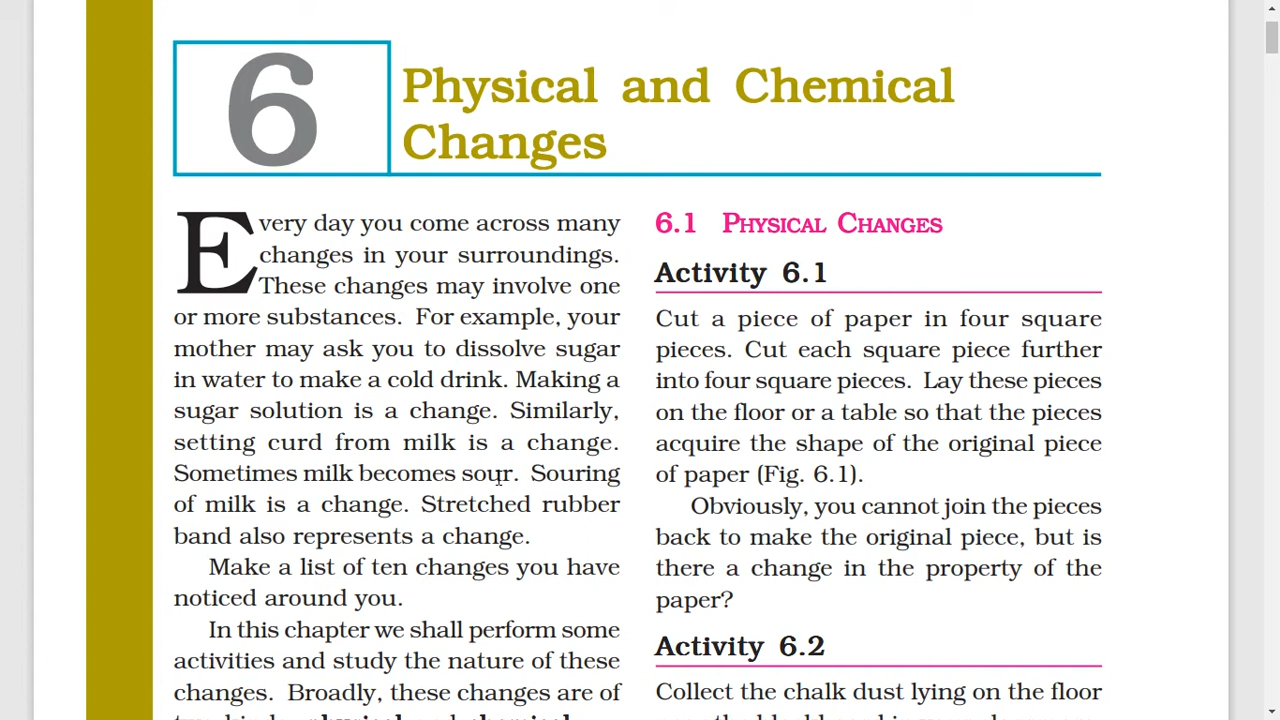 6
Physical and Chemical
Changes
Every day you come across many
changes in your surroundings.
These changes may involve one
or more substances. For example, your
mother may ask you to dissolve sugar
in water to make a cold drink. Making a
sugar solution is a change. Similarly,
setting curd from milk is a change.
Sometimes milk becomes sour. Souring
of milk is a change. Stretched rubber
band also represents a change.
Make a list of ten changes you have
noticed around you.
In this chapter we shall perform some
activities and study the nature of these
changes. Broadly, these changes are of
6.1 PHYSICAL CHANGES
Activity 6.1
Cut a piece of paper in four square
pieces. Cut each square piece further
into four square pieces. Lay these pieces
on the floor or a table so that the pieces
acquire the shape of the original piece
of paper (Fig. 6.1).
Obviously, you cannot join the pieces
back to make the original piece, but is
there a change in the property of the
paper?
Activity 6.2
Collect the chalk dust lying on the floor